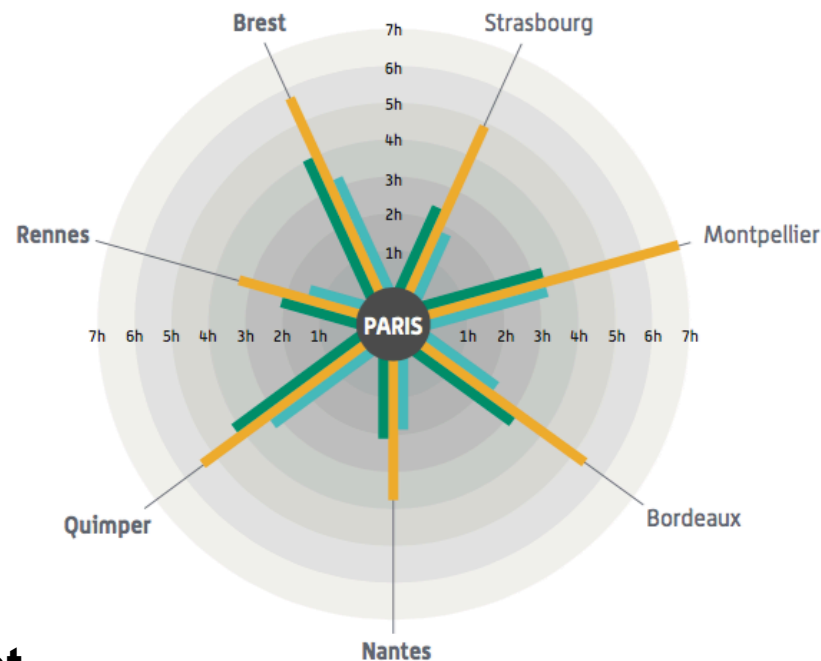 Brest
7h
Strasbourg
6h
5h
4h
3h
2h
1h
Rennes
Montpellier
PARIS
7h 6h 5h 4h 3h 2h 1h
1h 2h 3h 4h 5h 6h 7h
Quimper
Bordeaux
Nantes